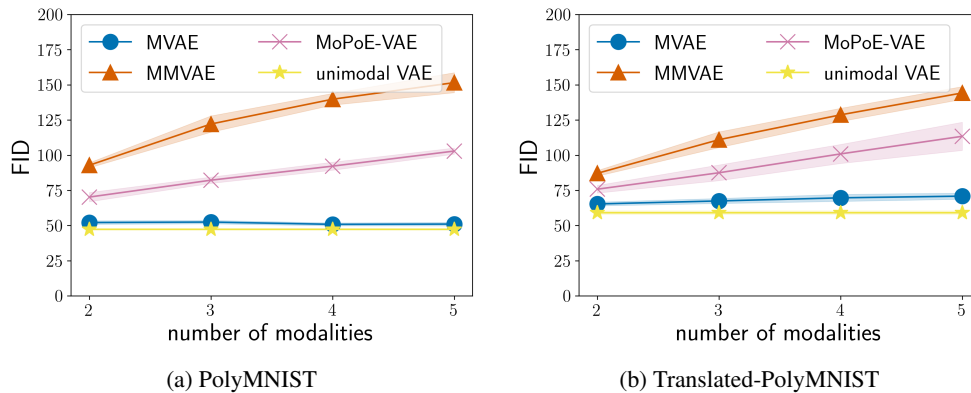 200
175
150
125
100
75
50
25
0
FID
MVAE
MMVAE
MoPoE-VAE
unimodal VAE
2 3 4 5
number of modalities
(a) PolyMNIST
200
175
150
125
100
75
50
25
0
FID
MVAE
MMVAE
MoPoE-VAE
unimodal VAE
2 3 4 5
number of modalities
(b) Translated-PolyMNIST